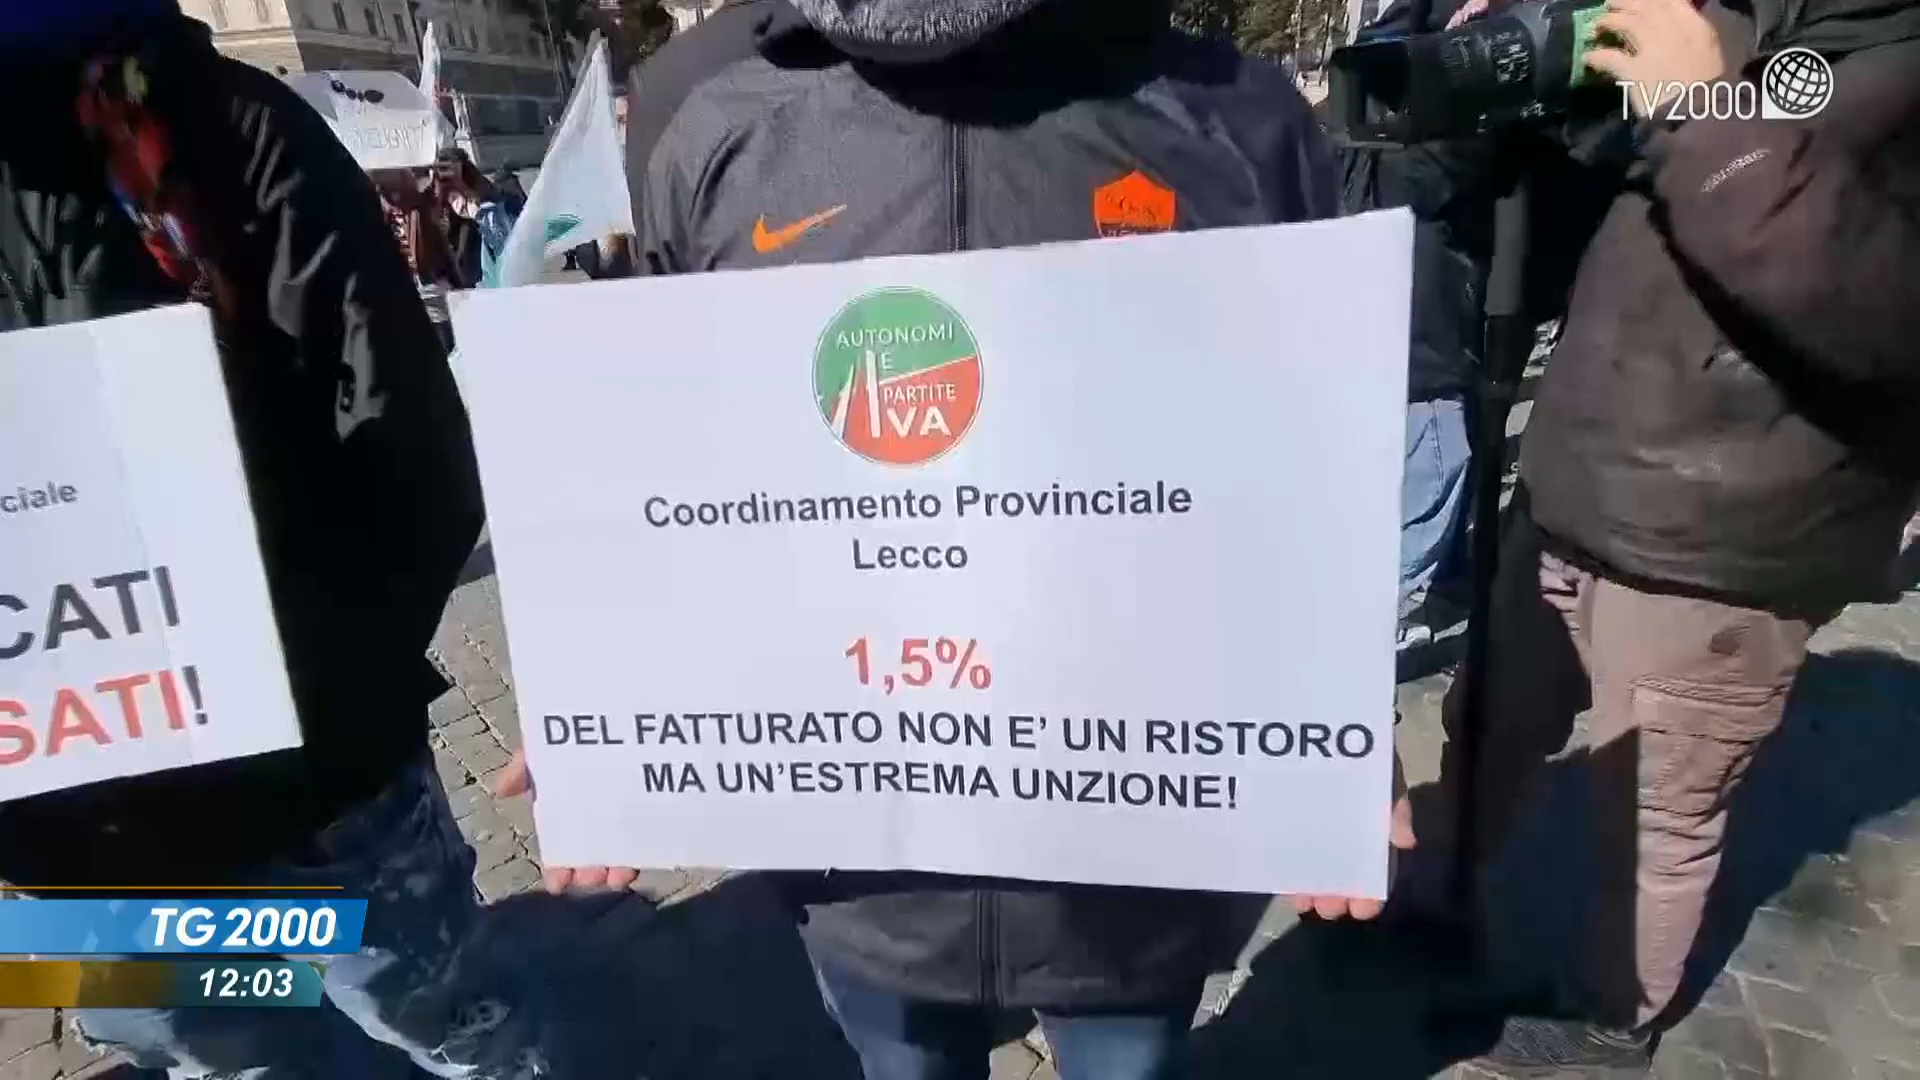 TV2000
AUTONOMI
E
PARTITE
IVA
Coordinamento Provinciale
Lecco
1,5%
DEL FATTURATO NON E' UN RISTORO
MA UN'ESTREMA UNZIONE!
ciale
CATI
SATI!
TG 2000
12:03